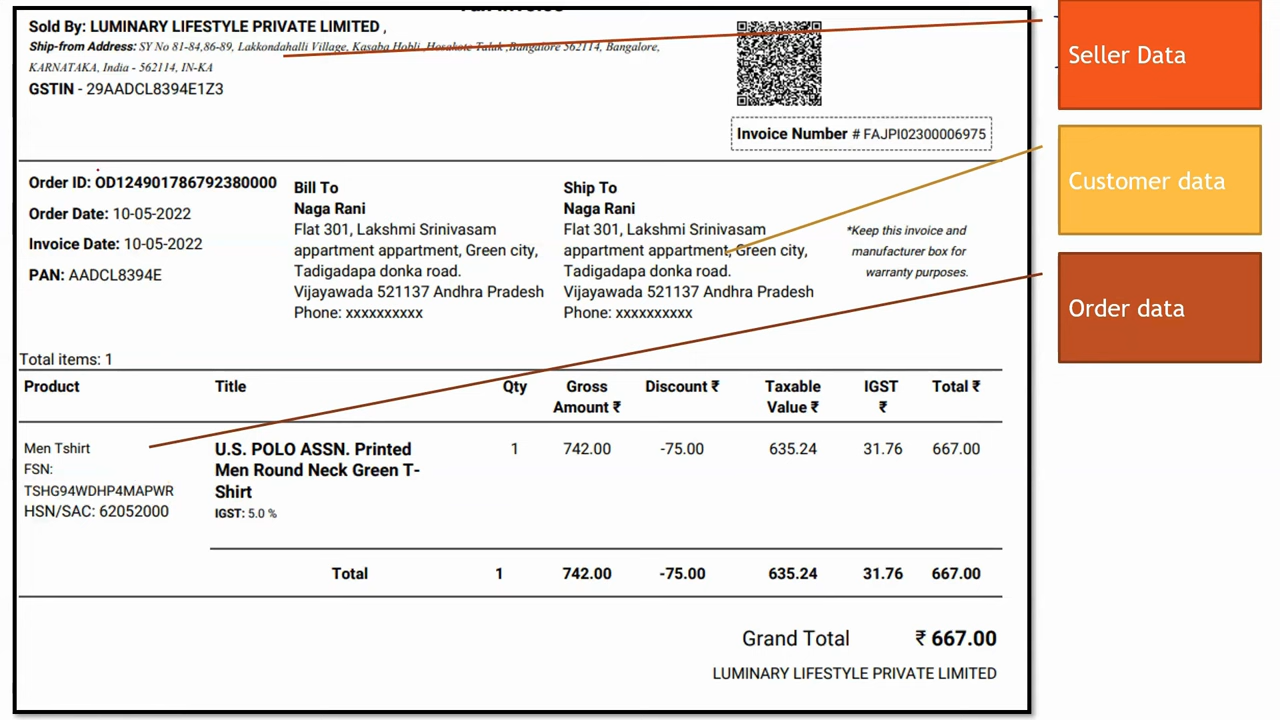 Tax Invoice
Sold By: LUMINARY LIFESTYLE PRIVATE LIMITED ,
Ship-from Address: SY No 81-84,86-89, Lakkondahalli Village, Kasaba Hobli ,Hosakote Taluk ,Bangalore 562114, Bangalore,
KARNATAKA, India - 562114, IN-KA
GSTIN - 29AADCL8394E1Z3
Invoice Number # FAJPI02300006975
Order ID: OD124901786792380000
Order Date: 10-05-2022
Invoice Date: 10-05-2022
PAN: AADCL8394E
Bill To
Naga Rani
Flat 301, Lakshmi Srinivasam
appartment appartment, Green city,
Tadigadapa donka road.
Vijayawada 521137 Andhra Pradesh
Phone: xxxxxxxxxx
Ship To
Naga Rani
Flat 301, Lakshmi Srinivasam
appartment appartment, Green city,
Tadigadapa donka road.
Vijayawada 521137 Andhra Pradesh
Phone: xxxxxxxxxx
*Keep this invoice and
manufacturer box for
warranty purposes.
Total items: 1
Product Title Qty Gross Amount ₹ Discount ₹ Taxable Value ₹ IGST ₹ Total ₹
Men Tshirt
FSN:
TSHG94WDHP4MAPWR
HSN/SAC: 62052000
U.S. POLO ASSN. Printed
Men Round Neck Green T-
Shirt
IGST: 5.0 %
1 742.00 -75.00 635.24 31.76 667.00
Total 1 742.00 -75.00 635.24 31.76 667.00
Grand Total ₹ 667.00
LUMINARY LIFESTYLE PRIVATE LIMITED
Seller Data
Customer data
Order data